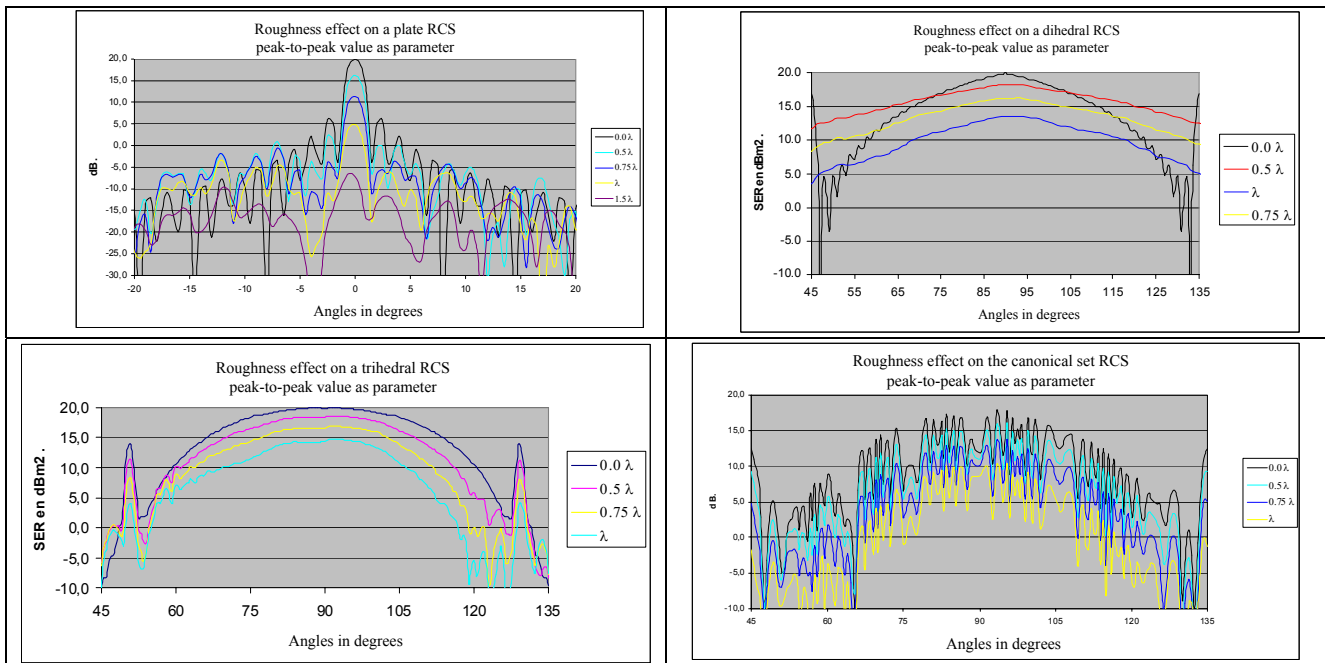 Roughness effect on a plate RCS
peak-to-peak value as parameter
20,0
15,0
10,0
5,0
0,0
-5,0
-10,0
-15,0
-20,0
-25,0
-30,0
dB.
-20 -15 -10 -5 0 5 10 15 20
Angles in degrees
0.0 λ
0.5 λ
0.75 λ
λ
1.5 λ
Roughness effect on a dihedral RCS
peak-to-peak value as parameter
20.0
15.0
10.0
5.0
0.0
-5.0
-10.0
SER en dBm2 .
45 55 65 75 85 95 105 115 125 135
Angles in degrees
0.0 λ
0.5 λ
λ
0.75 λ
Roughness effect on a trihedral RCS
peak-to-peak value as parameter
20,0
15,0
10,0
5,0
0,0
-5,0
-10,0
SER en dBm2 .
45 60 75 90 105 120 135
Angles in degrees
0.0 λ
0.5 λ
0.75 λ
λ
Roughness effect on the canonical set RCS
peak-to-peak value as parameter
20,0
15,0
10,0
5,0
0,0
-5,0
-10,0
dB.
45 55 65 75 85 95 105 115 125 135
Angles in degrees
0.0 λ
0.5 λ
0.75 λ
λ